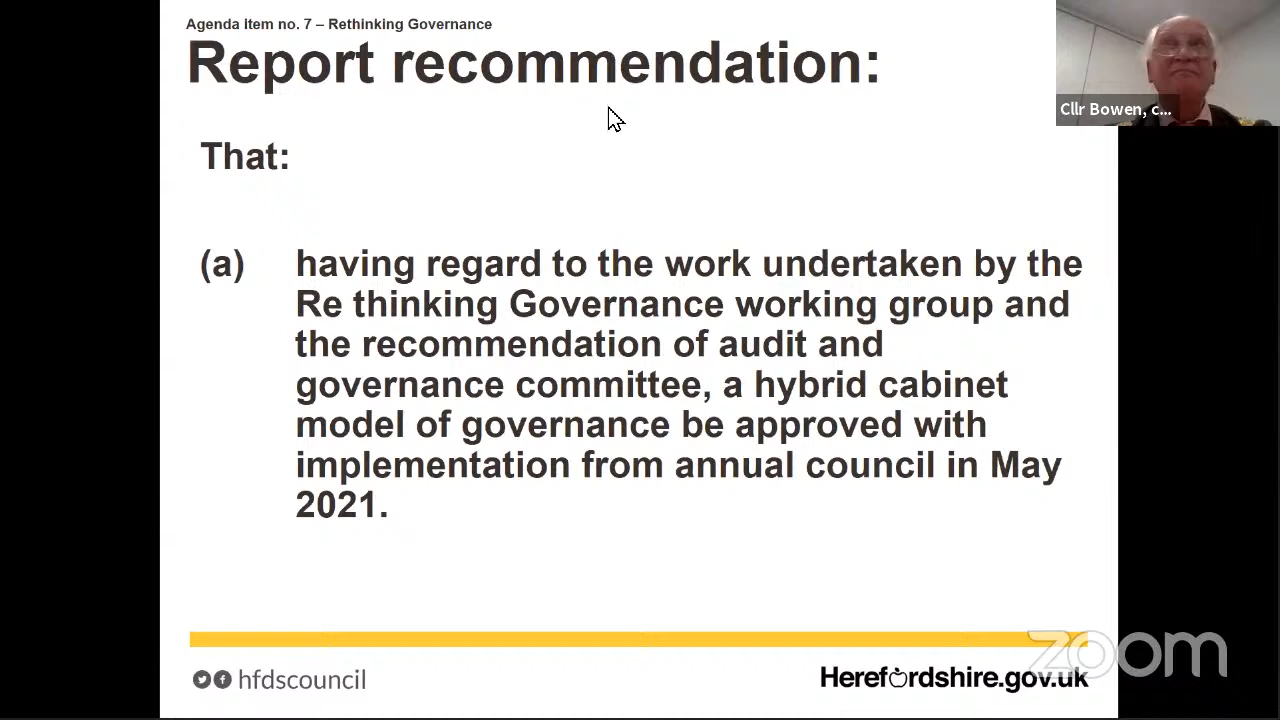 Agenda item no. 7 – Rethinking Governance
Report recommendation:
Cllr Bowen, c...
That:
(a) having regard to the work undertaken by the
Re thinking Governance working group and
the recommendation of audit and
governance committee, a hybrid cabinet
model of governance be approved with
implementation from annual council in May
2021.
zoom
hfdscouncil
Herefordshire.gov.uk